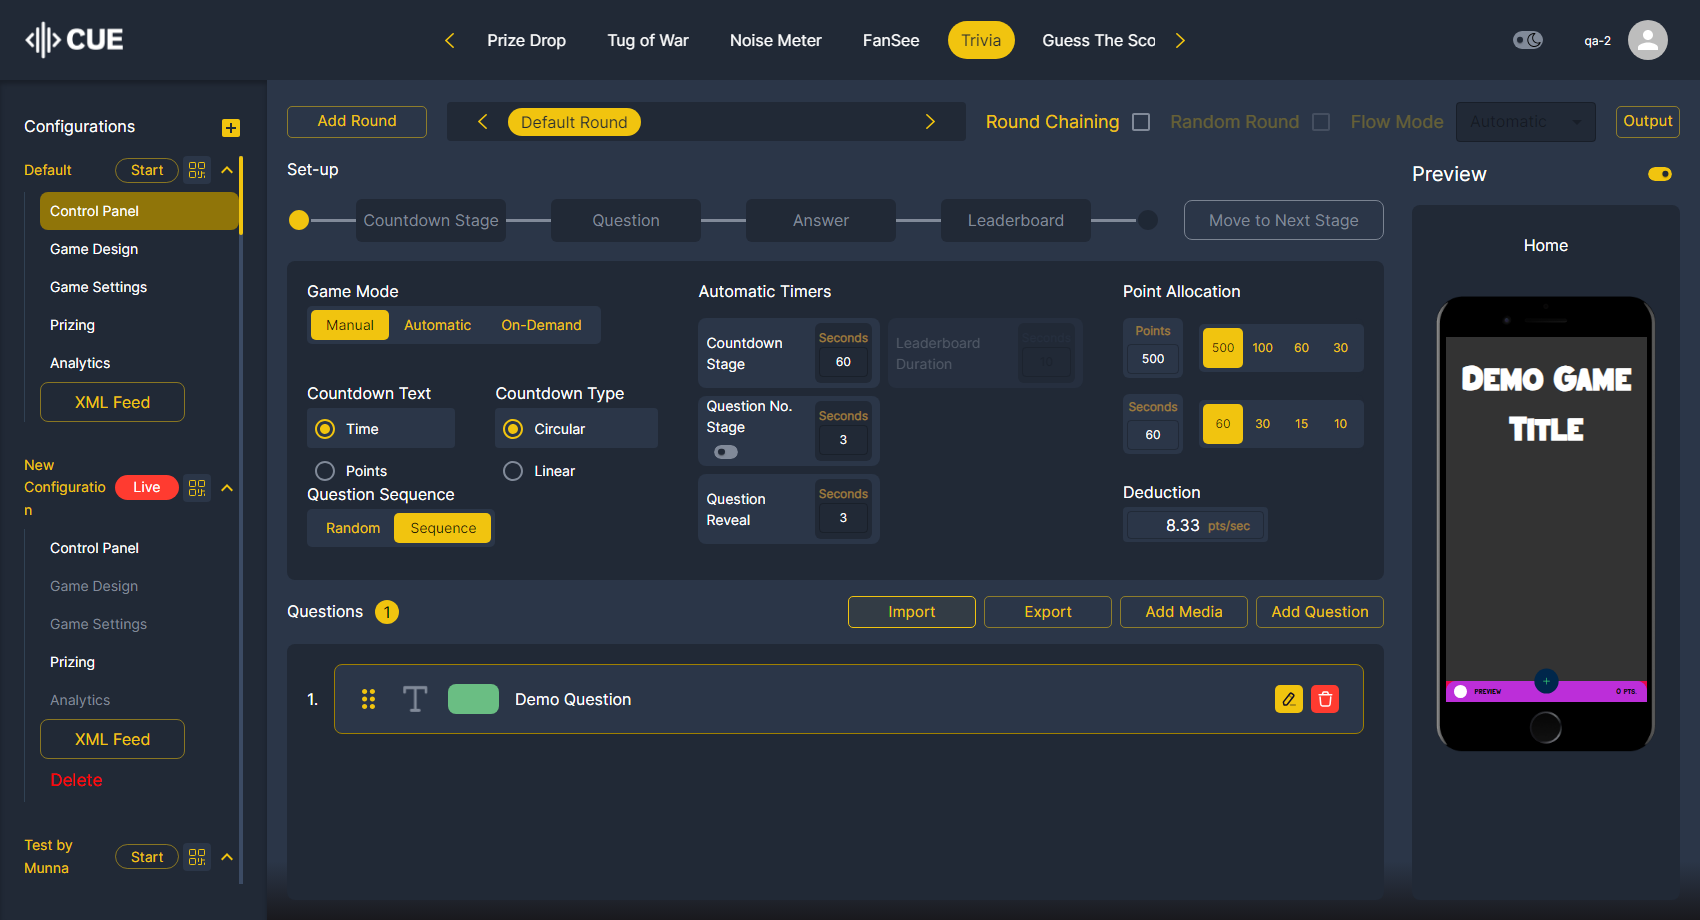 CUE
Prize Drop
Tug of War
Noise Meter
FanSee
Trivia
Guess The Sco
qa-2
Configurations
Default
Start
Control Panel
Game Design
Game Settings
Prizing
Analytics
XML Feed
New
Configuratio
n
Live
Control Panel
Game Design
Game Settings
Prizing
Analytics
XML Feed
Delete
Test by
Munna
Start
Add Round
Default Round
Round Chaining
Random Round
Flow Mode
Automatic
Output
Set-up
Countdown Stage
Question
Answer
Leaderboard
Move to Next Stage
Game Mode
Manual
Automatic
On-Demand
Countdown Text
Time
Points
Countdown Type
Circular
Linear
Question Sequence
Random
Sequence
Automatic Timers
Countdown
Stage
Seconds
60
Leaderboard
Duration
Seconds
10
Question No.
Stage
Seconds
3
Question
Reveal
Seconds
3
Point Allocation
Points
500
500
100
60
30
Seconds
60
60
30
15
10
Deduction
8.33 pts/sec
Questions 1
Import
Export
Add Media
Add Question
1.
T
Demo Question
Preview
Home
Demo Game
Title
PREVIEW
0 PTS.